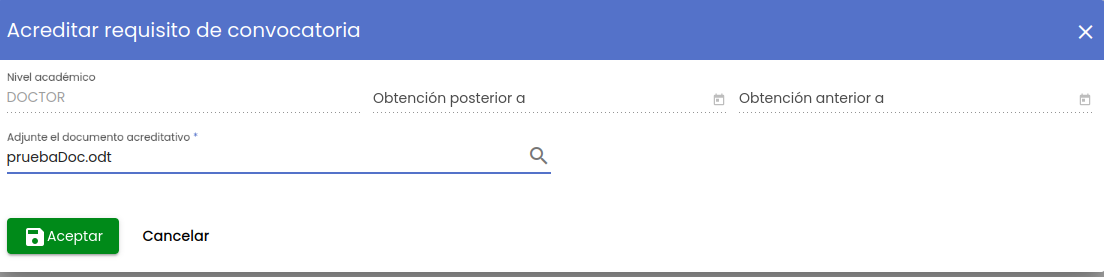 Acreditar requisito de convocatoria
Nivel académico
DOCTOR
Obtención posterior a
Obtención anterior a
Adjunte el documento acreditativo *
pruebaDoc.odt
Aceptar
Cancelar